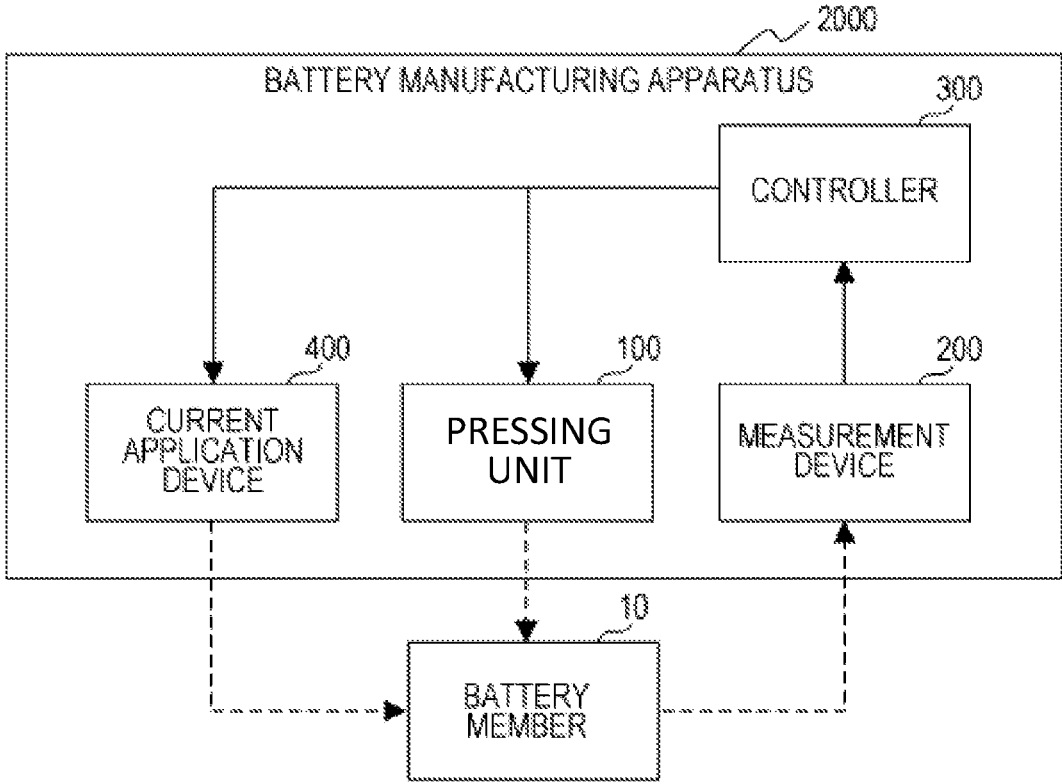 2000
BATTERY MANUFACTURING APPARATUS
300
CONTROLLER
400
100
200
CURRENT
APPLICATION
DEVICE
PRESSING
UNIT
MEASUREMENT
DEVICE
10
BATTERY
MEMBER